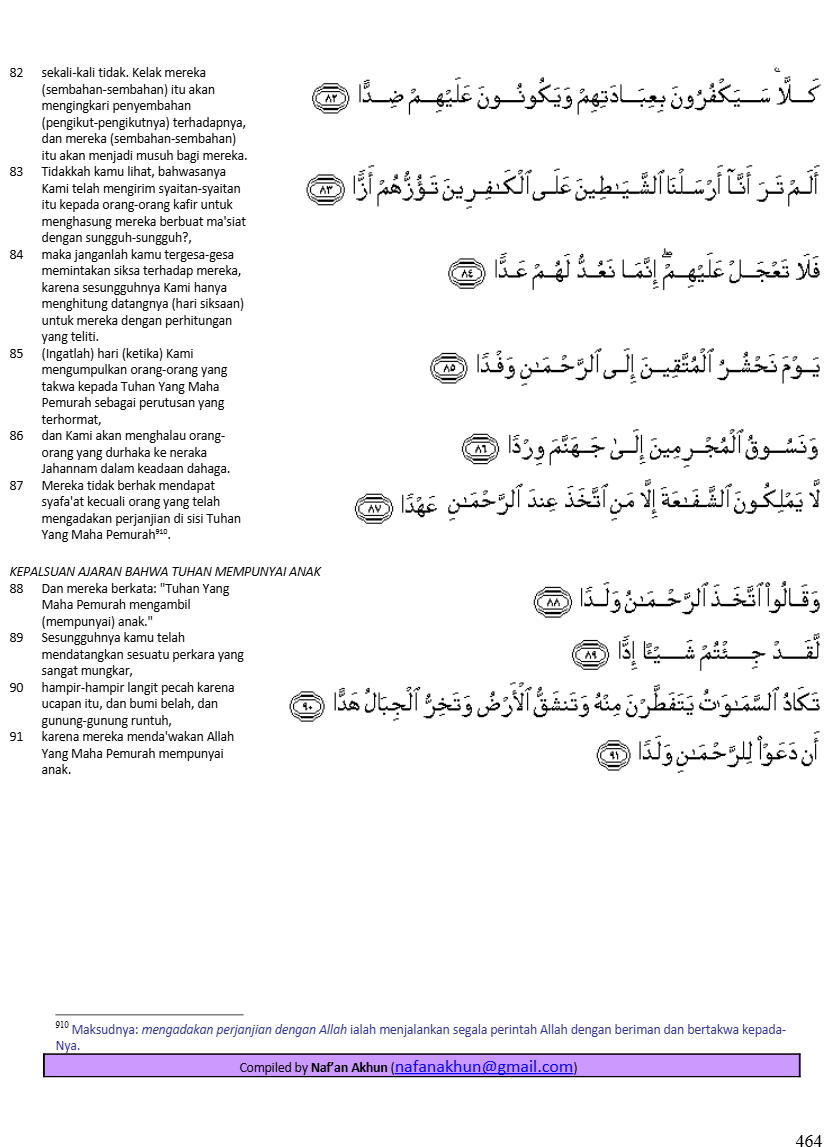 82 sekali-kali tidak. Kelak mereka
(sembahan-sembahan) itu akan
mengingkari penyembahan
(pengikut-pengikutnya) terhadapnya,
dan mereka (sembahan-sembahan)
itu akan menjadi musuh bagi mereka.
كَلَّا ۚ سَيَكْفُرُونَ بِعِبَادَتِهِمْ وَيَكُونُونَ عَلَيْهِمْ ضِدًّا ٨٢
83 Tidakkah kamu lihat, bahwasanya
Kami telah mengirim syaitan-syaitan
itu kepada orang-orang kafir untuk
menghasung mereka berbuat ma'siat
dengan sungguh-sungguh?,
أَلَمْ تَرَ أَنَّآ أَرْسَلْنَا ٱلشَّيَـٰطِينَ عَلَى ٱلْكَـٰفِرِينَ تَؤُزُّهُمْ أَزًّا ٨٣
84 maka janganlah kamu tergesa-gesa
memintakan siksa terhadap mereka,
karena sesungguhnya Kami hanya
menghitung datangnya (hari siksaan)
untuk mereka dengan perhitungan
yang teliti.
فَلَا تَعْجَلْ عَلَيْهِمْ ۖ إِنَّمَا نَعُدُّ لَهُمْ عَدًّا ٨٤
85 (Ingatlah) hari (ketika) Kami
mengumpulkan orang-orang yang
takwa kepada Tuhan Yang Maha
Pemurah sebagai perutusan yang
terhormat,
يَوْمَ نَحْشُرُ ٱلْمُتَّقِينَ إِلَى ٱلرَّحْمَـٰنِ وَفْدًا ٨٥
86 dan Kami akan menghalau orang-
orang yang durhaka ke neraka
Jahannam dalam keadaan dahaga.
وَنَسُوقُ ٱلْمُجْرِمِينَ إِلَىٰ جَهَنَّمَ وِرْدًا ٨٦
87 Mereka tidak berhak mendapat
syafa'at kecuali orang yang telah
mengadakan perjanjian di sisi Tuhan
Yang Maha Pemurah⁹¹⁰.
لَّا يَمْلِكُونَ ٱلشَّفَـٰعَةَ إِلَّا مَنِ ٱتَّخَذَ عِندَ ٱلرَّحْمَـٰنِ عَهْدًا ٨٧
KEPALSUAN AJARAN BAHWA TUHAN MEMPUNYAI ANAK
88 Dan mereka berkata: "Tuhan Yang
Maha Pemurah mengambil
(mempunyai) anak."
وَقَالُوا۟ ٱتَّخَذَ ٱلرَّحْمَـٰنُ وَلَدًا ٨٨
89 Sesungguhnya kamu telah
mendatangkan sesuatu perkara yang
sangat mungkar,
لَّقَدْ جِئْتُمْ شَيْـًٔا إِدًّا ٨٩
90 hampir-hampir langit pecah karena
ucapan itu, dan bumi belah, dan
gunung-gunung runtuh,
تَكَادُ ٱلسَّمَـٰوَٰتُ يَتَفَطَّرْنَ مِنْهُ وَتَنشَقُّ ٱلْأَرْضُ وَتَخِرُّ ٱلْجِبَالُ هَدًّا ٩٠
91 karena mereka menda'wakan Allah
Yang Maha Pemurah mempunyai
anak.
أَن دَعَوْا۟ لِلرَّحْمَـٰنِ وَلَدًا ٩١
⁹¹⁰ Maksudnya: mengadakan perjanjian dengan Allah ialah menjalankan segala perintah Allah dengan beriman dan bertakwa kepada-
Nya.
Compiled by Naf'an Akhun (nafanakhun@gmail.com)
464